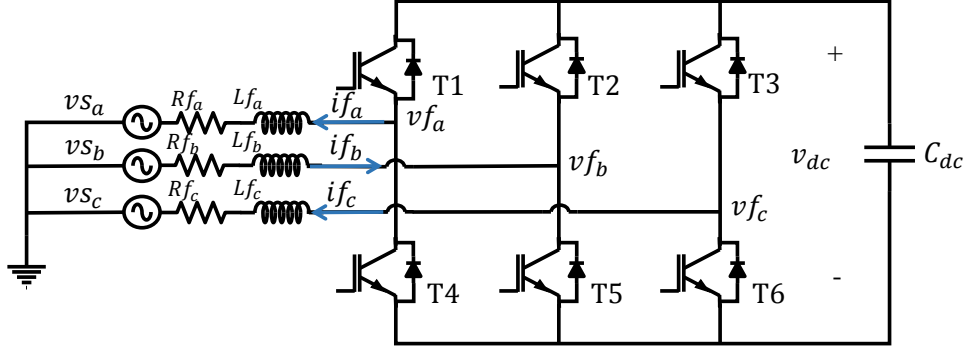 +
T1 T2 T3
vs_a Rf_a Lf_a if_a vf_a
vs_b Rf_b Lf_b if_b vf_b v_dc C_dc
vs_c Rf_c Lf_c if_c vf_c
-
T4 T5 T6